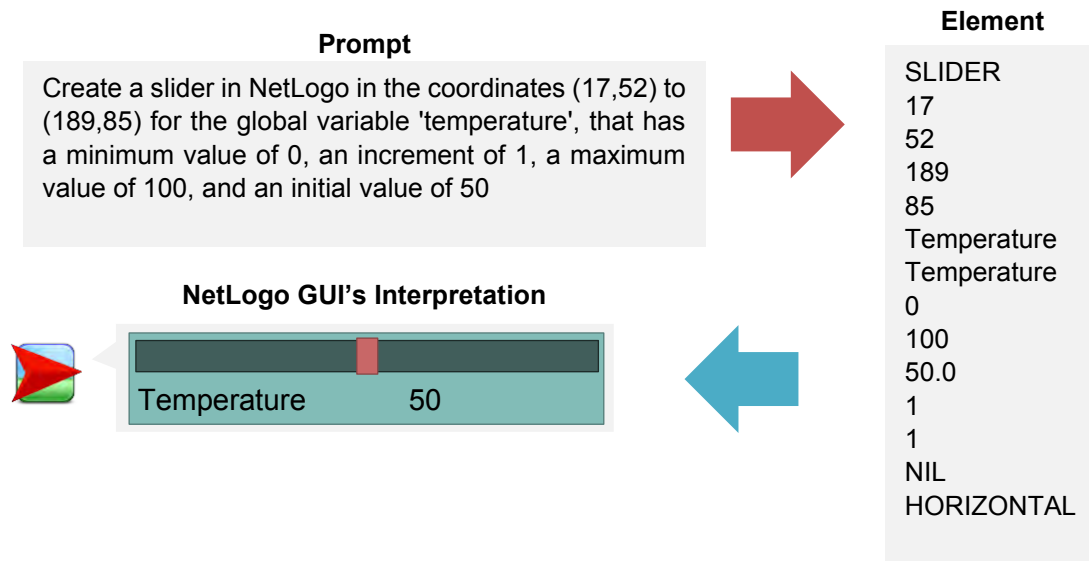 Prompt
Create a slider in NetLogo in the coordinates (17,52) to
(189,85) for the global variable 'temperature', that has
a minimum value of 0, an increment of 1, a maximum
value of 100, and an initial value of 50
Element
SLIDER
17
52
189
85
Temperature
Temperature
0
100
50.0
1
1
NIL
HORIZONTAL
NetLogo GUI's Interpretation
Temperature 50